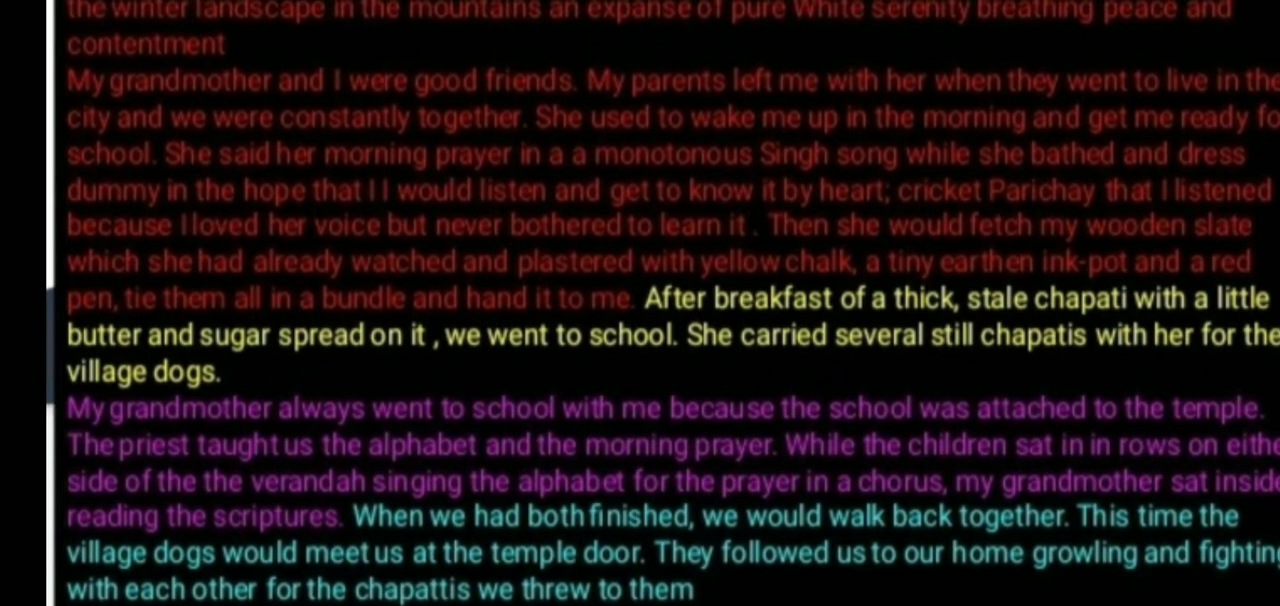 the winter landscape in the mountains an expanse of pure White serenity breathing peace and
contentment
My grandmother and I were good friends. My parents left me with her when they went to live in the
city and we were constantly together. She used to wake me up in the morning and get me ready fo
school. She said her morning prayer in a a monotonous Singh song while she bathed and dress
dummy in the hope that I I would listen and get to know it by heart; cricket Parichay that I listened
because I loved her voice but never bothered to learn it . Then she would fetch my wooden slate
which she had already watched and plastered with yellow chalk, a tiny earthen ink-pot and a red
pen, tie them all in a bundle and hand it to me. After breakfast of a thick, stale chapati with a little
butter and sugar spread on it , we went to school. She carried several still chapatis with her for the
village dogs.
My grandmother always went to school with me because the school was attached to the temple.
The priest taught us the alphabet and the morning prayer. While the children sat in in rows on eithe
side of the the verandah singing the alphabet for the prayer in a chorus, my grandmother sat inside
reading the scriptures. When we had both finished, we would walk back together. This time the
village dogs would meet us at the temple door. They followed us to our home growling and fighting
with each other for the chapattis we threw to them